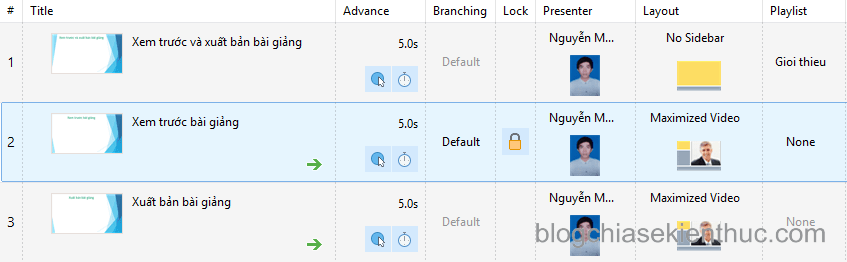 # Title Advance Branching Lock Presenter Layout Playlist
1 Xem trước và xuất bản bài giảng 5.0s Default Nguyễn M... No Sidebar Gioi thieu
2 Xem trước bài giảng 5.0s Default Nguyễn M... Maximized Video None
3 Xuất bản bài giảng 5.0s Default Nguyễn M... Maximized Video None
blogchiasekienthuc.com